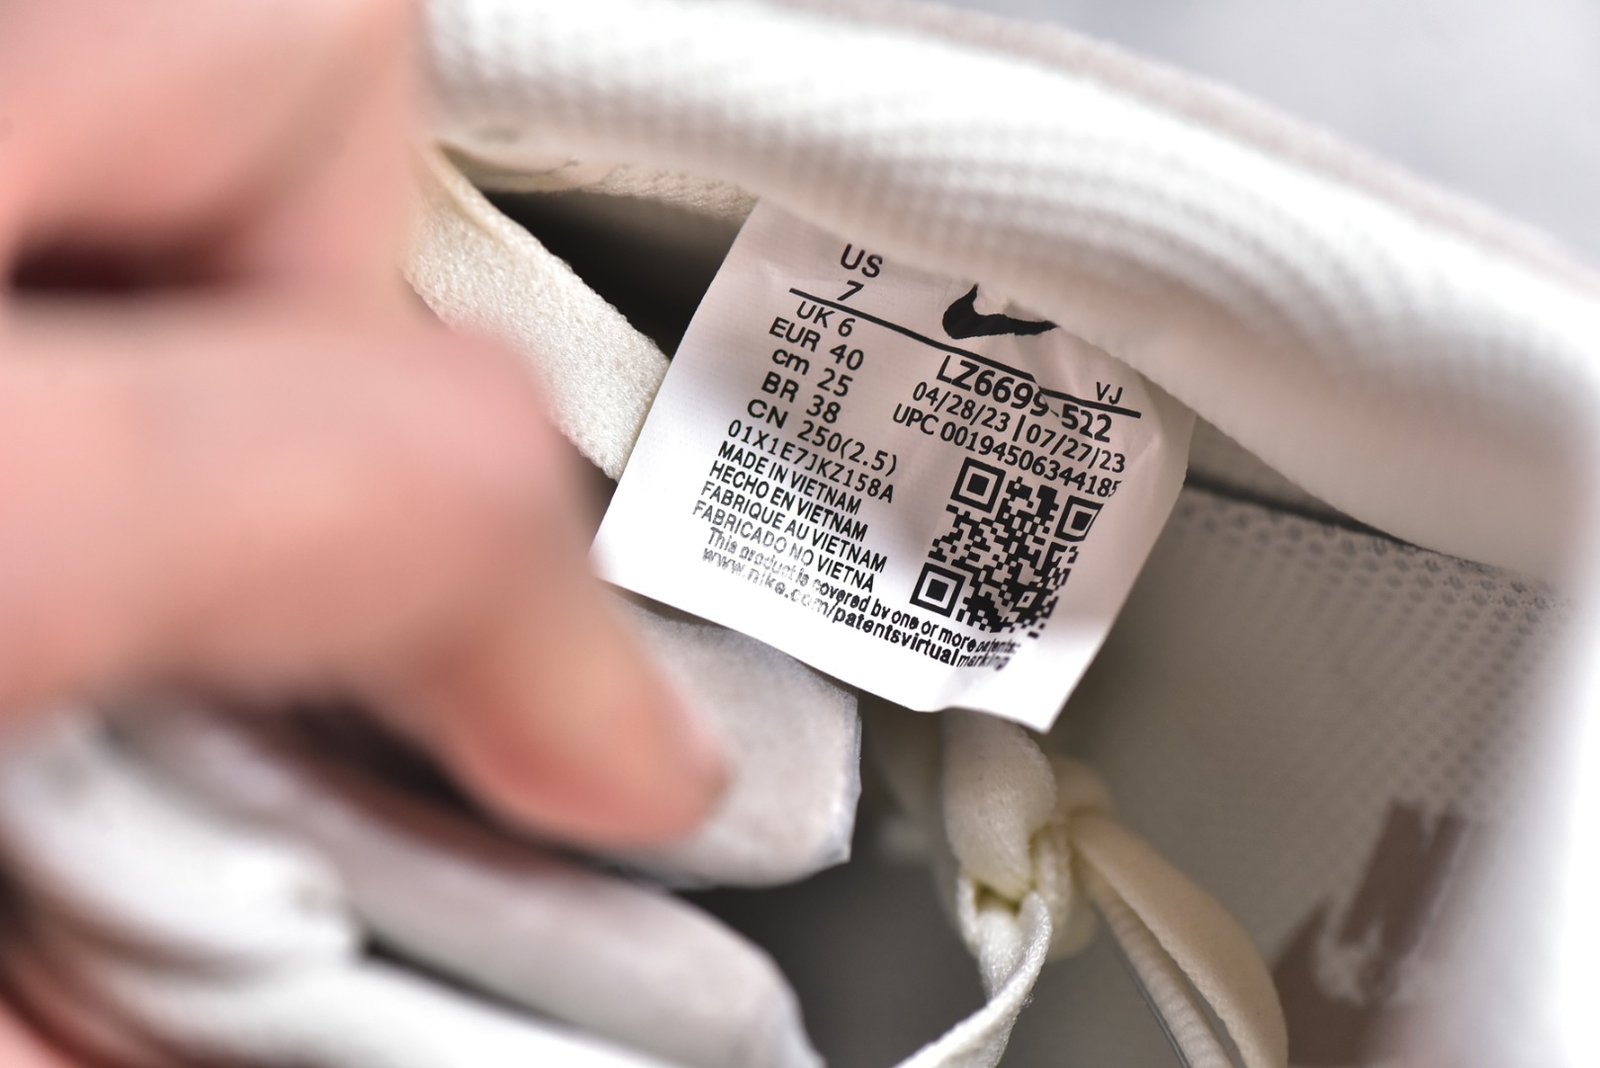 US
7
UK 6
EUR 40
cm 25
BR 38
CN 250(2.5)
01X1E7JKZ158A
MADE IN VIETNAM
HECHO EN VIETNAM
FABRIQUE AU VIETNAM
FABRICADO NO VIETNA
This product is covered by one or more patents:
www.nike.com/patentsvirtualmarking
VJ
LZ6699-522
04/28/23 | 07/27/23
UPC 00194506344185